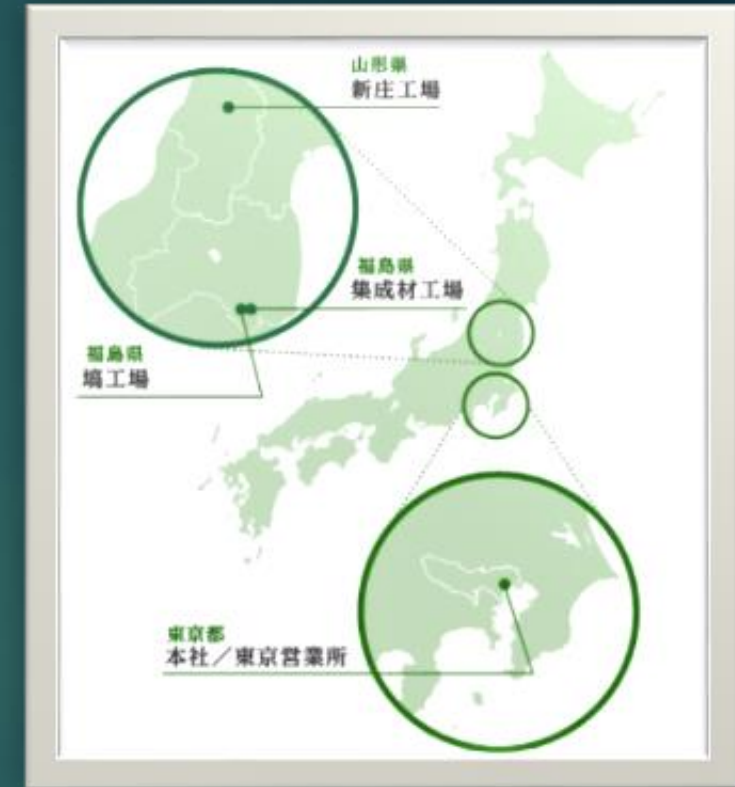 山形県
新庄工場
福島県
集成材工場
福島県
塙工場
東京都
本社／東京営業所